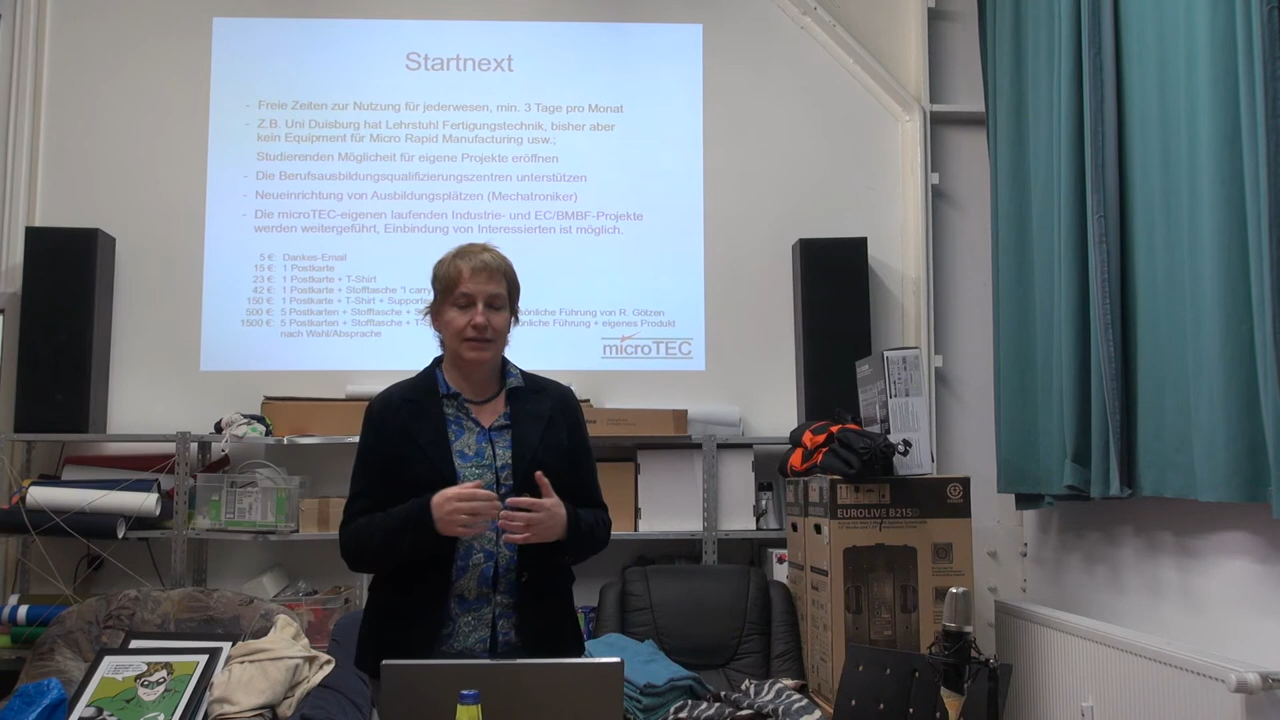 Startnext
- Freie Zeiten zur Nutzung für jederwesen, min. 3 Tage pro Monat
- Z.B. Uni Duisburg hat Lehrstuhl Fertigungstechnik, bisher aber
kein Equipment für Micro Rapid Manufacturing usw.;
Studierenden Möglicheit für eigene Projekte eröffnen
- Die Berufsausbildungsqualifizierungszentren unterstützen
- Neueinrichtung von Ausbildungsplätzen (Mechatroniker)
- Die microTEC-eigenen laufenden Industrie- und EC/BMBF-Projekte
werden weitergeführt, Einbindung von Interessierten ist möglich.
5 €: Dankes-Email
15 €: 1 Postkarte
23 €: 1 Postkarte + T-Shirt
42 €: 1 Postkarte + Stofftasche "I carry
150 €: 1 Postkarte + T-Shirt +
500 €: 5 Postkarten + Stofftasche + Führung von R. Götzen
1500 €: 5 Postkarten + Stofftasche + Führung + eigenes Produkt
nach Wahl/Absprache
microTEC
EUROLIVE B215D